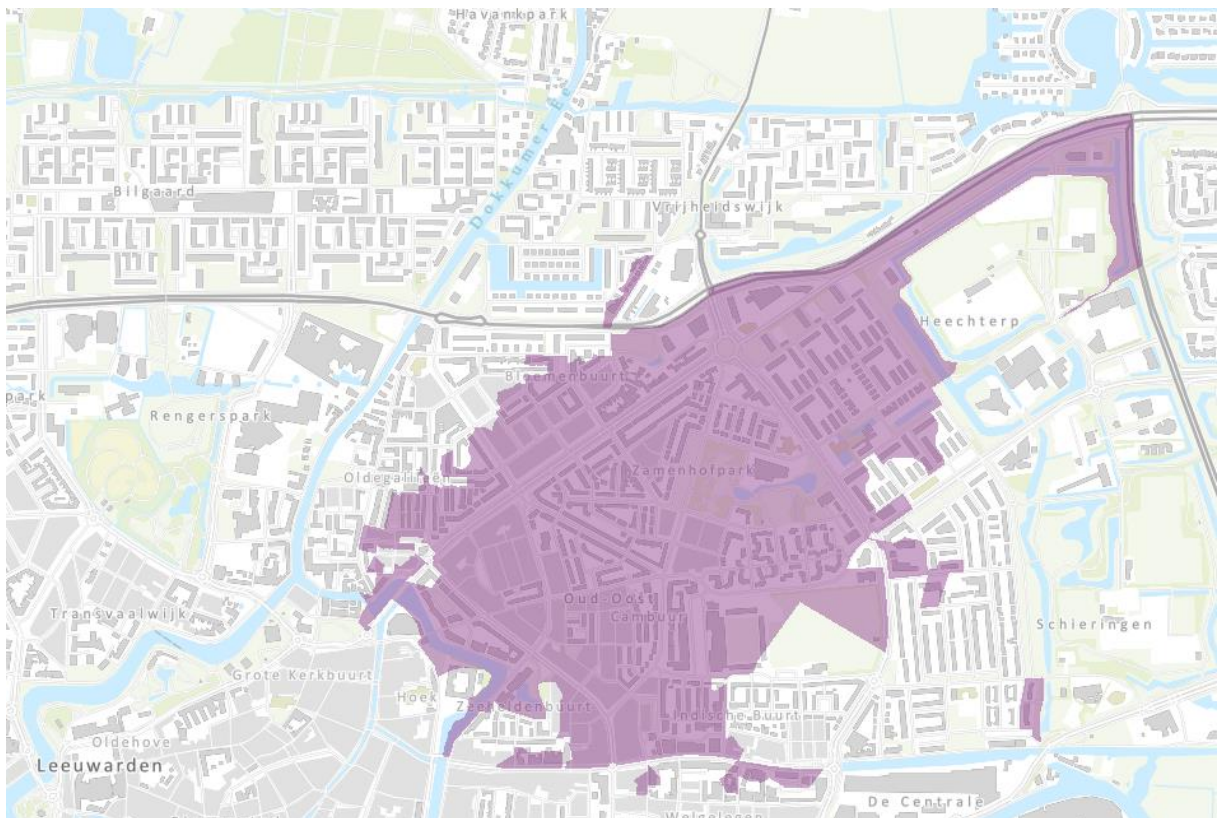 Havankpark
Dokkumer Ee
Bilgaard
Vrijheidswijk
Heechterp
Bloemenbuurt
park
Rengerspark
Zamenhofpark
Oldegalileën
Oud-Oost
Cambuur
Transvaalwijk
Schieringen
Grote Kerkbuurt
Hoek
Zeeheldenbuurt
Indische Buurt
Oldehove
Leeuwarden
De Centrale
Welgelegen